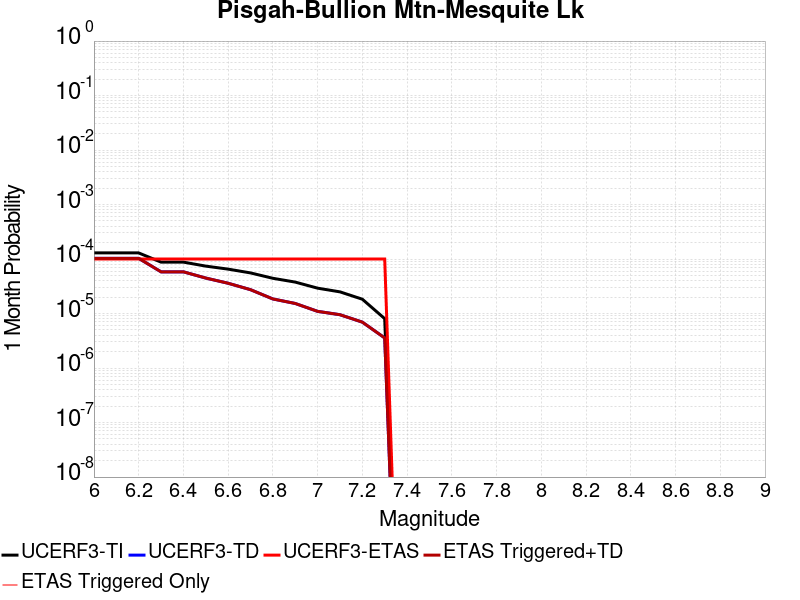 Pisgah-Bullion Mtn-Mesquite Lk
10^0
10^-1
10^-2
10^-3
10^-4
10^-5
10^-6
10^-7
10^-8
1 Month Probability
6 6.2 6.4 6.6 6.8 7 7.2 7.4 7.6 7.8 8 8.2 8.4 8.6 8.8 9
Magnitude
UCERF3-TI UCERF3-TD UCERF3-ETAS ETAS Triggered+TD
ETAS Triggered Only